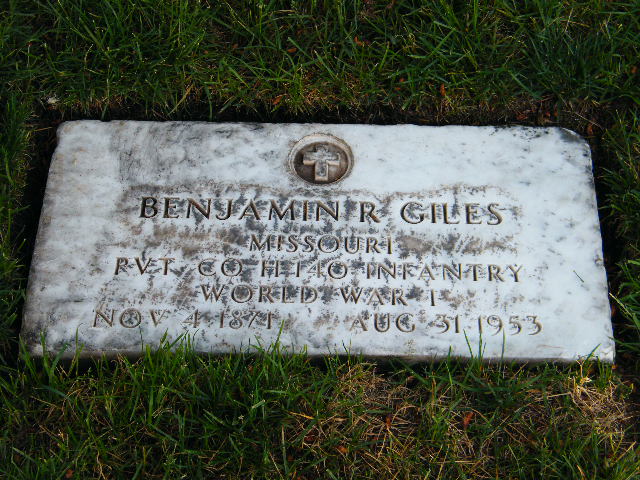 BENJAMIN R GILES
MISSOURI
PVT CO H 140 INFANTRY
WORLD WAR I
NOV 4 1871 AUG 31 1953